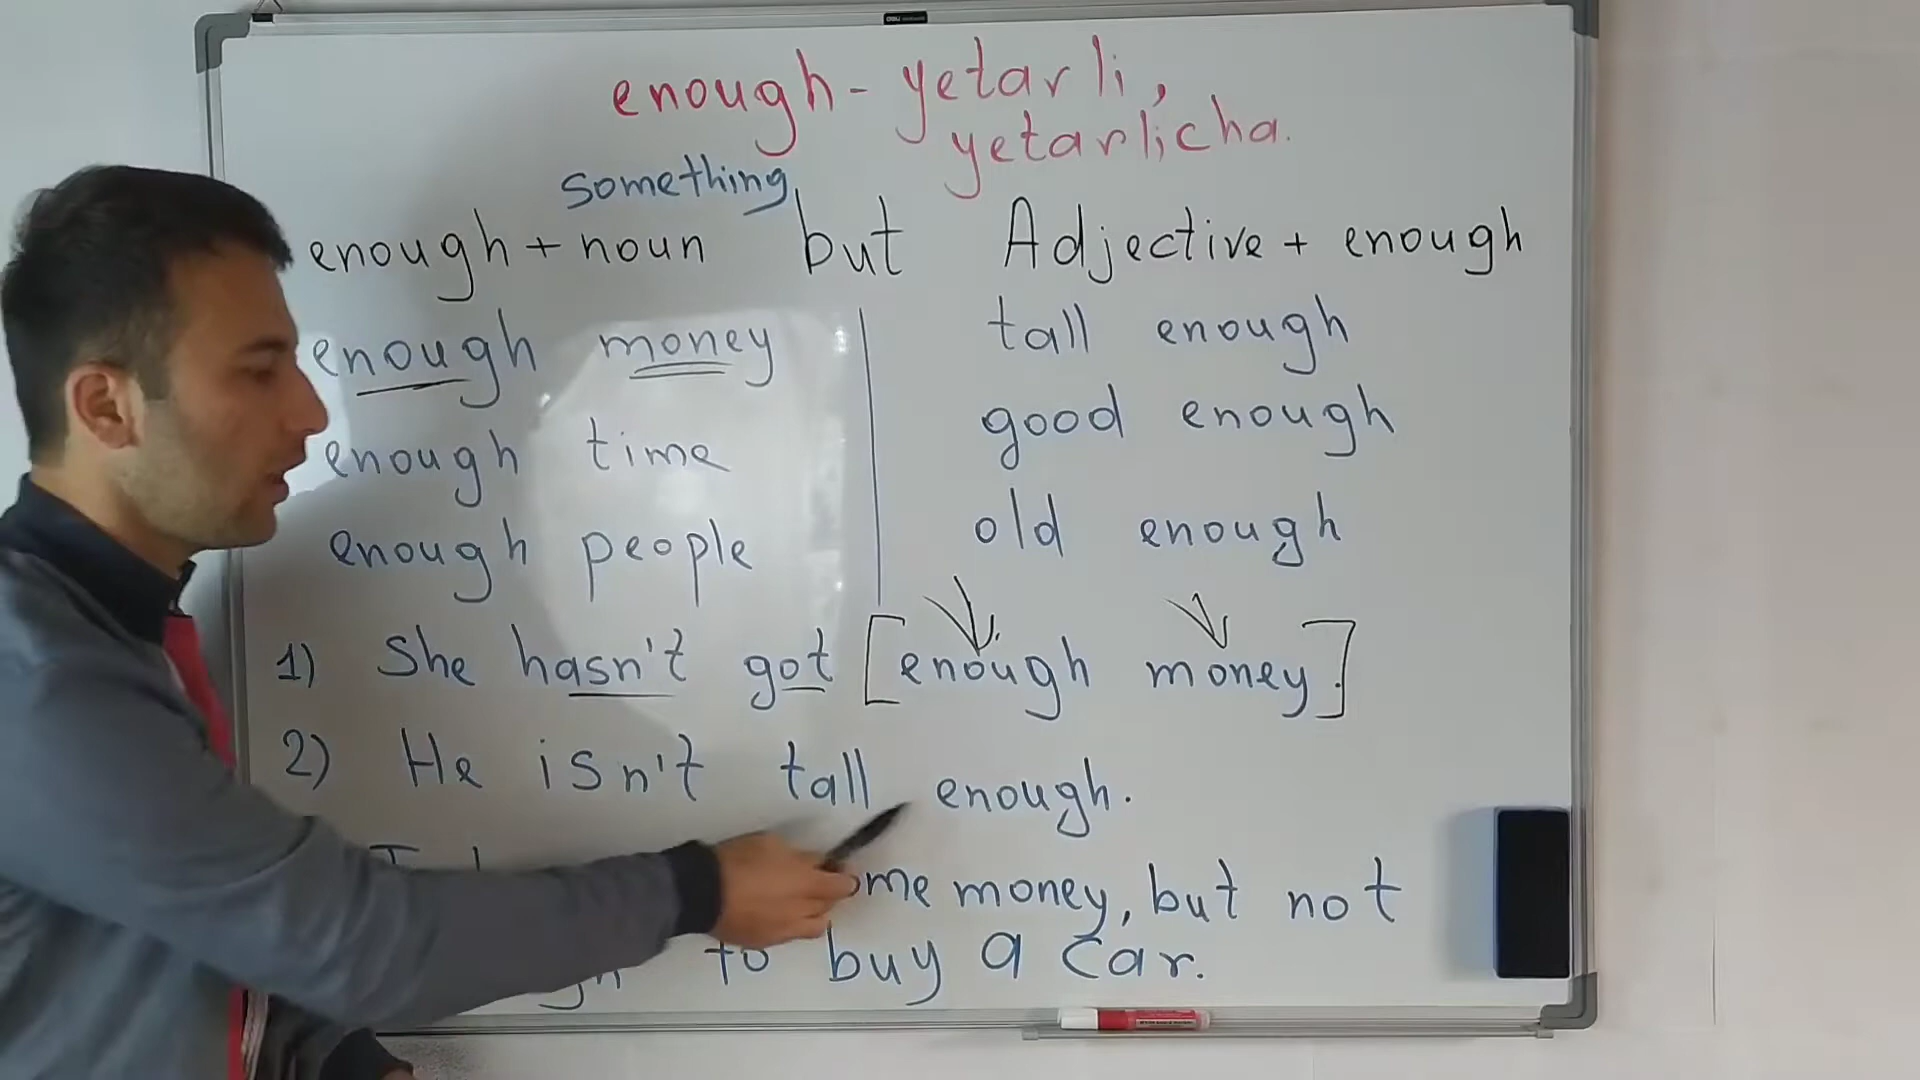 enough - yetarli,
yetarlicha.
something
enough + noun but Adjective + enough
enough money tall enough
enough time good enough
enough people old enough
1) She hasn't got [enough money.]
2) He isn't tall enough.
money, but not
to buy a car.